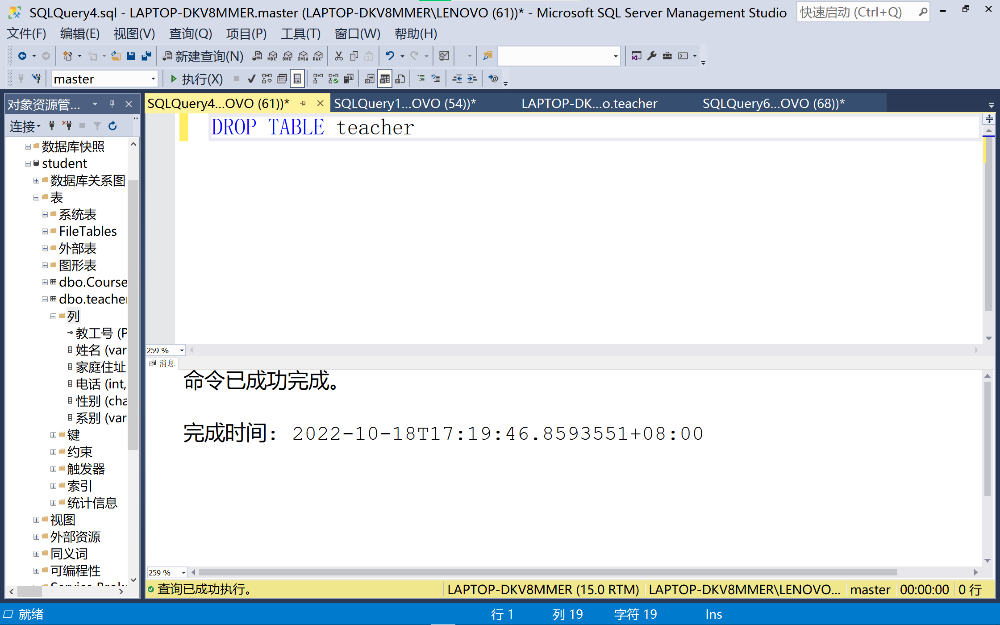 SQLQuery4.sql - LAPTOP-DKV8MMER.master (LAPTOP-DKV8MMER\LENOVO (61))* - Microsoft SQL Server Management Studio
快速启动 (Ctrl+Q)
文件(F) 编辑(E) 视图(V) 查询(Q) 项目(P) 工具(T) 窗口(W) 帮助(H)
新建查询(N) MDX DMX XMLA DAX
master 执行(X)
对象资源管...
SQLQuery4...OVO (61))* SQLQuery1...OVO (54))* LAPTOP-DK...o.teacher SQLQuery6...OVO (68))*
连接
数据库快照
student
数据库关系图
表
系统表
FileTables
外部表
图形表
dbo.Course
dbo.teacher
列
教工号 (P
姓名 (var
家庭住址
电话 (int,
性别 (cha
系别 (var
键
约束
触发器
索引
统计信息
视图
外部资源
同义词
可编程性
DROP TABLE teacher
259 %
消息
命令已成功完成。
完成时间: 2022-10-18T17:19:46.8593551+08:00
259 %
查询已成功执行。 LAPTOP-DKV8MMER (15.0 RTM) LAPTOP-DKV8MMER\LENOVO... master 00:00:00 0 行
就绪 行 1 列 19 字符 19 Ins